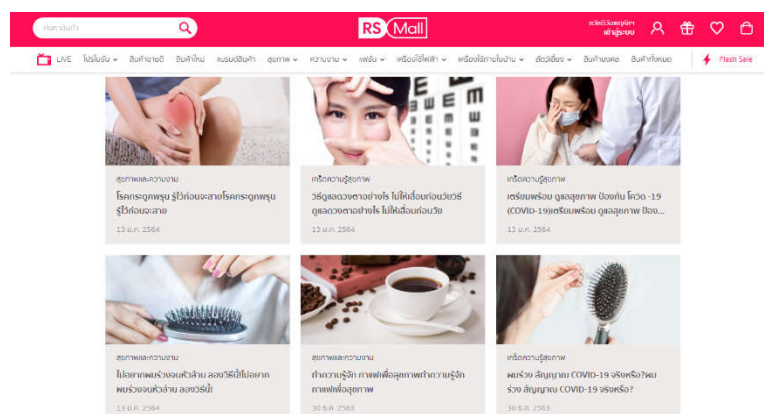 ค้นหาสินค้า
RS Mall
เข้าสู่ระบบ
LIVE โปรโมชั่น สินค้าขายดี สินค้าใหม่ แบรนด์สินค้า สุขภาพ ความงาม แฟชั่น เครื่องใช้ไฟฟ้า เครื่องใช้ภายในบ้าน สัตว์เลี้ยง สินค้ามงคล สินค้าทั้งหมด Flash Sale
สุขภาพและความงาม
โรคกระดูกพรุน รู้ไว้ก่อนจะสายโรคกระดูกพรุน
รู้ไว้ก่อนจะสาย
13 ม.ค. 2564
เกร็ดความรู้สุขภาพ
วิธีดูแลดวงตาอย่างไร ไม่ให้เสื่อมก่อนวัยวิธี
ดูแลดวงตาอย่างไร ไม่ให้เสื่อมก่อนวัย
13 ม.ค. 2564
เกร็ดความรู้สุขภาพ
เตรียมพร้อม ดูแลสุขภาพ ป้องกัน โควิด -19
(COVID-19)เตรียมพร้อม ดูแลสุขภาพ ป้อง...
13 ม.ค. 2564
สุขภาพและความงาม
ไม่อยากผมร่วงจนหัวล้าน ลองวิธีนี้!ไม่อยาก
ผมร่วงจนหัวล้าน ลองวิธีนี้!
13 ม.ค. 2564
สุขภาพและความงาม
ทำความรู้จัก กาแฟเพื่อสุขภาพทำความรู้จัก
กาแฟเพื่อสุขภาพ
30 ธ.ค. 2563
เกร็ดความรู้สุขภาพ
ผมร่วง สัญญาณ COVID-19 จริงหรือ?ผม
ร่วง สัญญาณ COVID-19 จริงหรือ?
30 ธ.ค. 2563